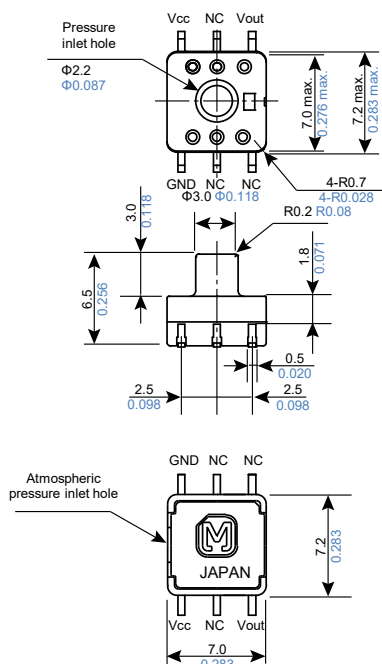 Vcc NC Vout
Pressure
inlet hole
Φ2.2
Φ0.087
7.0 max.
0.276 max.
7.2 max.
0.283 max.
GND NC NC
4-R0.7
4-R0.028
Φ3.0 Φ0.118
R0.2 R0.08
3.0
0.118
1.8
0.071
6.5
0.256
0.5
0.020
2.5
0.098
2.5
0.098
GND NC NC
Atmospheric
pressure inlet hole
M
JAPAN
7.2
0.283
Vcc NC Vout
7.0
0.283